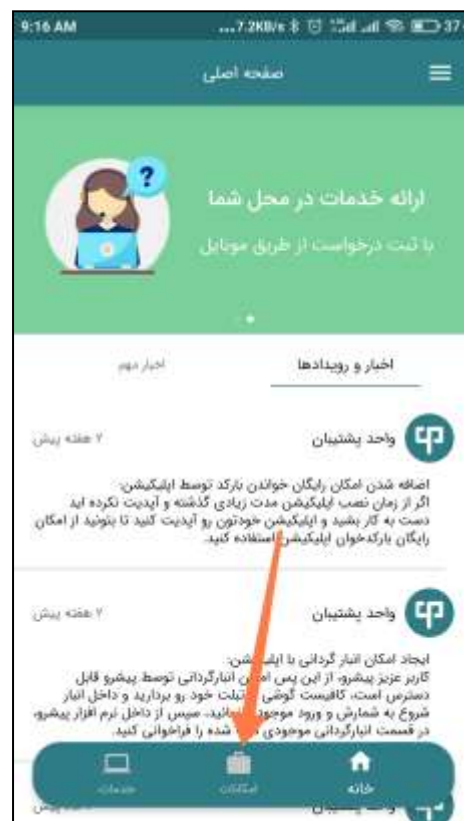 9:16 AM
...7.2KB/s
37
صفحه اصلی
ارائه خدمات در محل شما
با ثبت درخواست از طریق موبایل
اخبار و رویدادها
اخبار مهم
واحد پشتیبان
۲ هفته پیش
اضافه شدن امکان رایگان خواندن بارکد توسط اپلیکیشن:
اگر از زمان نصب اپلیکیشن مدت زیادی گذشته و آپدیت نکرده اید
دست به کار بشید و اپلیکیشن خودتون رو آپدیت کنید تا بتونید از امکان
رایگان بارکدخوان اپلیکیشن استفاده کنید.
واحد پشتیبان
۲ هفته پیش
ایجاد امکان انبار گردانی با
کاربر عزیز پیشرو، از این پس انبارگردانی توسط پیشرو قابل
دسترس است، کافیست گوشی تبلت خود رو بردارید و داخل انبار
شروع به شمارش و ورود سپس از داخل نرم افزار پیشرو،
در قسمت انبارگردانی موجودی شده را فراخوانی کنید.
خانه
امکانات
خدمات
واحد پشتیبان